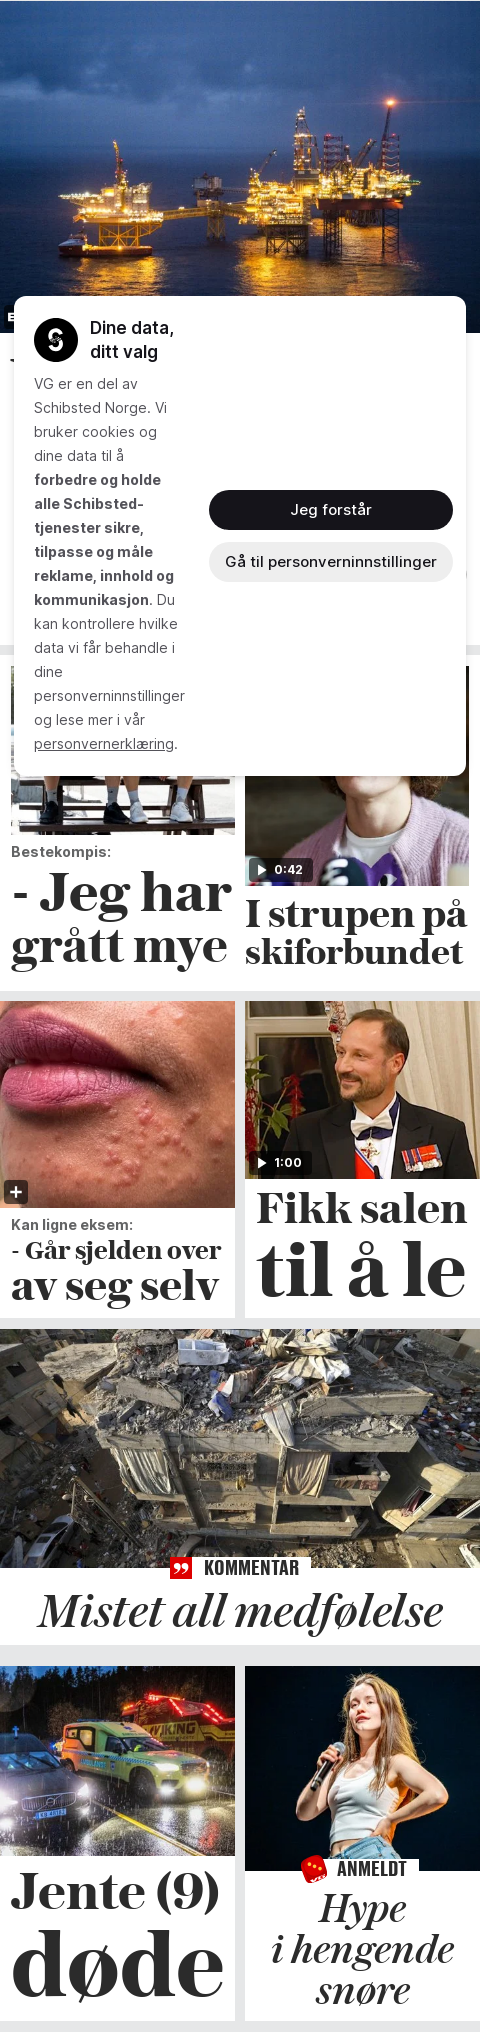 Dine data,
ditt valg
VG er en del av
Schibsted Norge. Vi
bruker cookies og
dine data til å
forbedre og holde
alle Schibsted-
tjenester sikre,
tilpasse og måle
reklame, innhold og
kommunikasjon. Du
kan kontrollere hvilke
data vi får behandle i
dine
personverninnstillinger
og lese mer i vår
personvernerklæring.
Jeg forstår
Gå til personverninnstillinger
Bestekompis:
- Jeg har
grått mye
0:42
I strupen på
skiforbundet
Kan ligne eksem:
- Går sjelden over
av seg selv
1:00
Fikk salen
til å le
KOMMENTAR
Mistet all medfølelse
VIKING
Jente (9)
døde
ANMELDT
Hype
i hengende
snøre